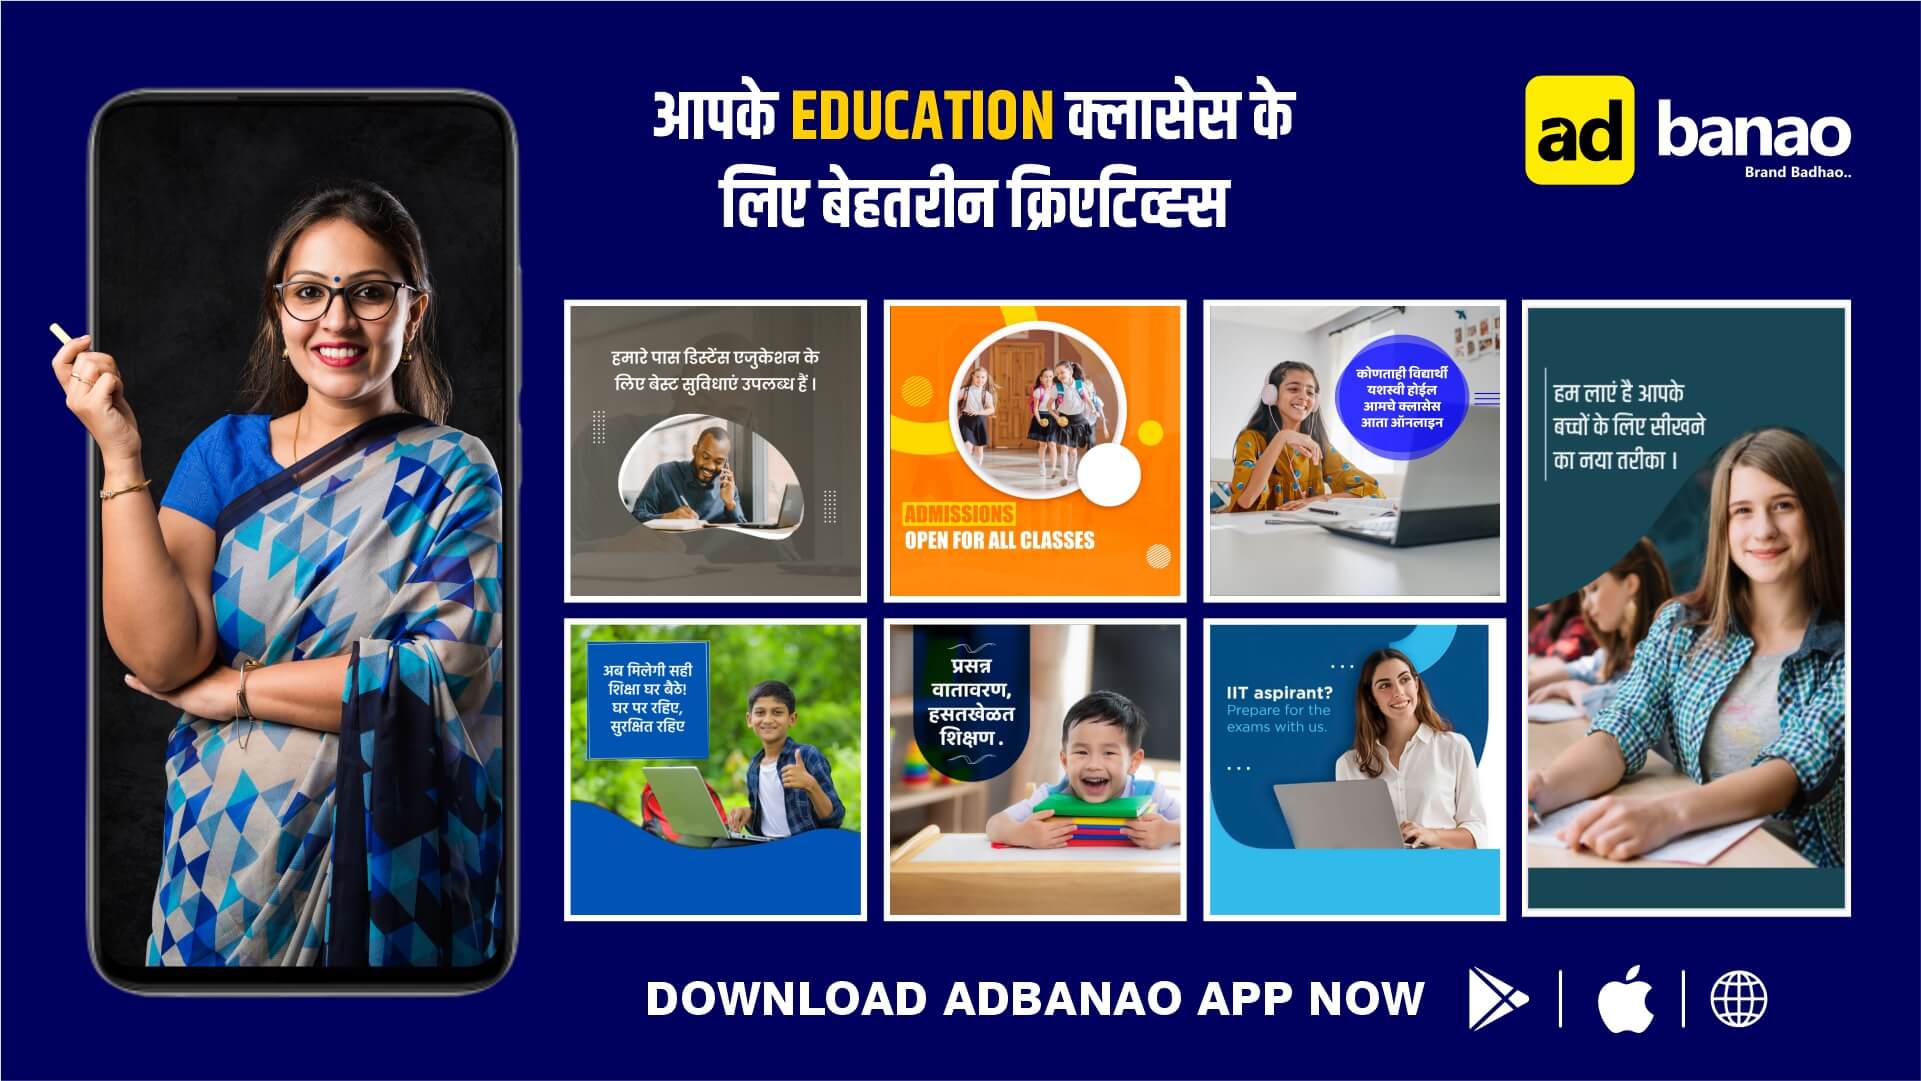 आपके EDUCATION क्लासेस के
लिए बेहतरीन क्रिएटिव्ह्स
ad banao
Brand Badhao..
हमारे पास डिस्टेंस एजुकेशन के
लिए बेस्ट सुविधाएं उपलब्ध हैं ।
ADMISSIONS
OPEN FOR ALL CLASSES
कोणताही विद्यार्थी
यशस्वी होईल
आमचे क्लासेस
आता ऑनलाइन
हम लाएं है आपके
बच्चों के लिए सीखने
का नया तरीका ।
अब मिलेगी सही
शिक्षा घर बैठे!
घर पर रहिए,
सुरक्षित रहिए
प्रसन्न
वातावरण,
हसतखेळत
शिक्षण .
IIT aspirant?
Prepare for the
exams with us.
DOWNLOAD ADBANAO APP NOW